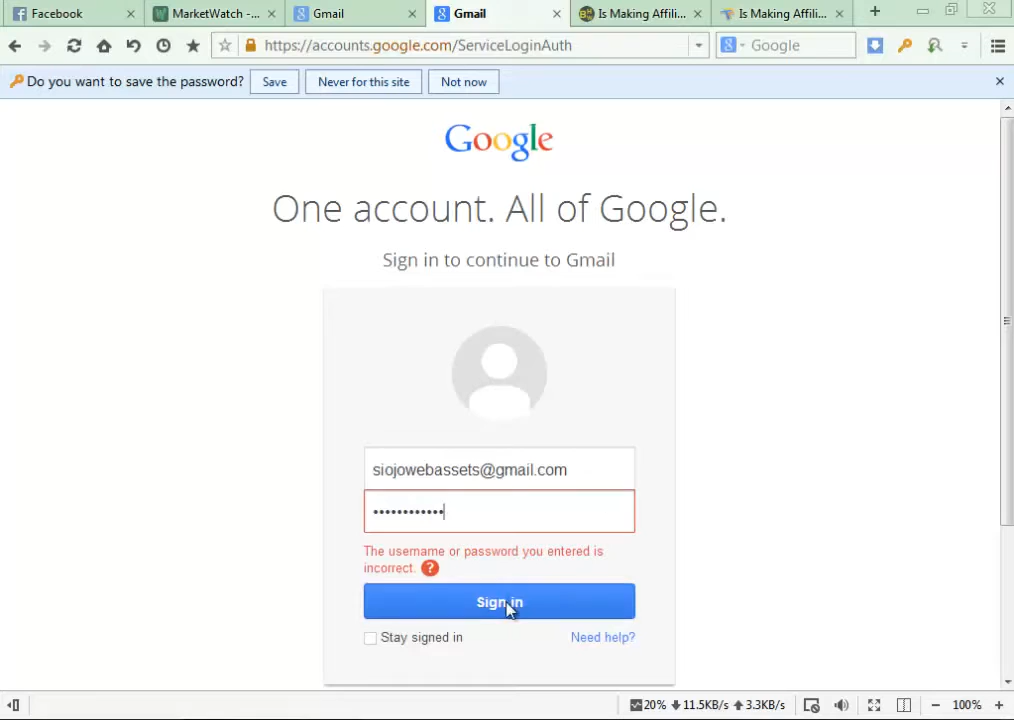 Facebook
MarketWatch -...
Gmail
Gmail
Is Making Affili...
Is Making Affili...
https://accounts.google.com/ServiceLoginAuth
Google
Do you want to save the password?
Save
Never for this site
Not now
Google
One account. All of Google.
Sign in to continue to Gmail
siojowebassets@gmail.com
••••••••••••
The username or password you entered is
incorrect. ?
Sign in
Stay signed in
Need help?
20% 11.5KB/s 3.3KB/s
100%